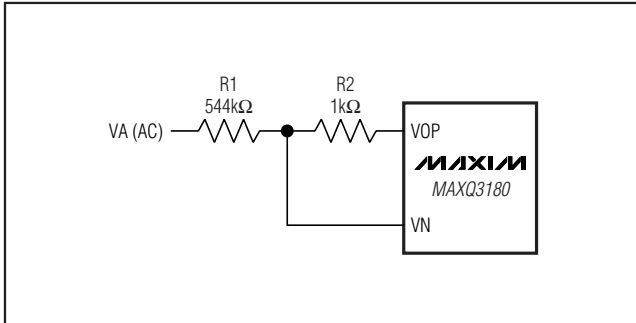 R1
544kΩ
R2
1kΩ
VA (AC)
VOP
MAXIM
MAXQ3180
VN